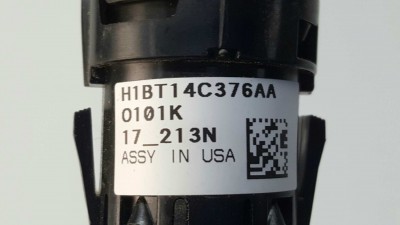 H1BT14C376AA
0101K
17_213N
ASSY IN USA